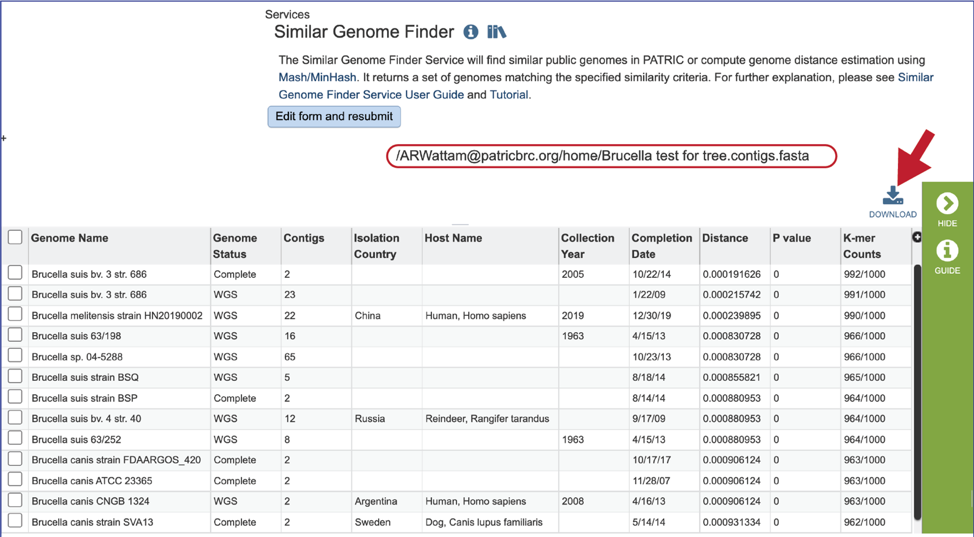 Services
Similar Genome Finder
The Similar Genome Finder Service will find similar public genomes in PATRIC or compute genome distance estimation using
Mash/MinHash. It returns a set of genomes matching the specified similarity criteria. For further explanation, please see Similar
Genome Finder Service User Guide and Tutorial.
Edit form and resubmit
/ARWattam@patricbrc.org/home/Brucella test for tree.contigs.fasta
DOWNLOAD
HIDE
GUIDE
Genome Name Genome Status Contigs Isolation Country Host Name Collection Year Completion Date Distance P value K-mer Counts
Brucella suis bv. 3 str. 686 Complete 2 2005 10/22/14 0.000191626 0 992/1000
Brucella suis bv. 3 str. 686 WGS 23 1/22/09 0.000215742 0 991/1000
Brucella melitensis strain HN20190002 WGS 22 China Human, Homo sapiens 2019 12/30/19 0.000239895 0 990/1000
Brucella suis 63/198 WGS 16 1963 4/15/13 0.000830728 0 966/1000
Brucella sp. 04-5288 WGS 65 10/23/13 0.000830728 0 966/1000
Brucella suis strain BSQ WGS 5 8/18/14 0.000855821 0 965/1000
Brucella suis strain BSP Complete 2 8/14/14 0.000880953 0 964/1000
Brucella suis bv. 4 str. 40 WGS 12 Russia Reindeer, Rangifer tarandus 9/17/09 0.000880953 0 964/1000
Brucella suis 63/252 WGS 8 1963 4/15/13 0.000880953 0 964/1000
Brucella canis strain FDAARGOS_420 Complete 2 10/17/17 0.000906124 0 963/1000
Brucella canis ATCC 23365 Complete 2 11/28/07 0.000906124 0 963/1000
Brucella canis CNGB 1324 WGS 2 Argentina Human, Homo sapiens 2008 4/16/13 0.000906124 0 963/1000
Brucella canis strain SVA13 Complete 2 Sweden Dog, Canis lupus familiaris 5/14/14 0.000931334 0 962/1000